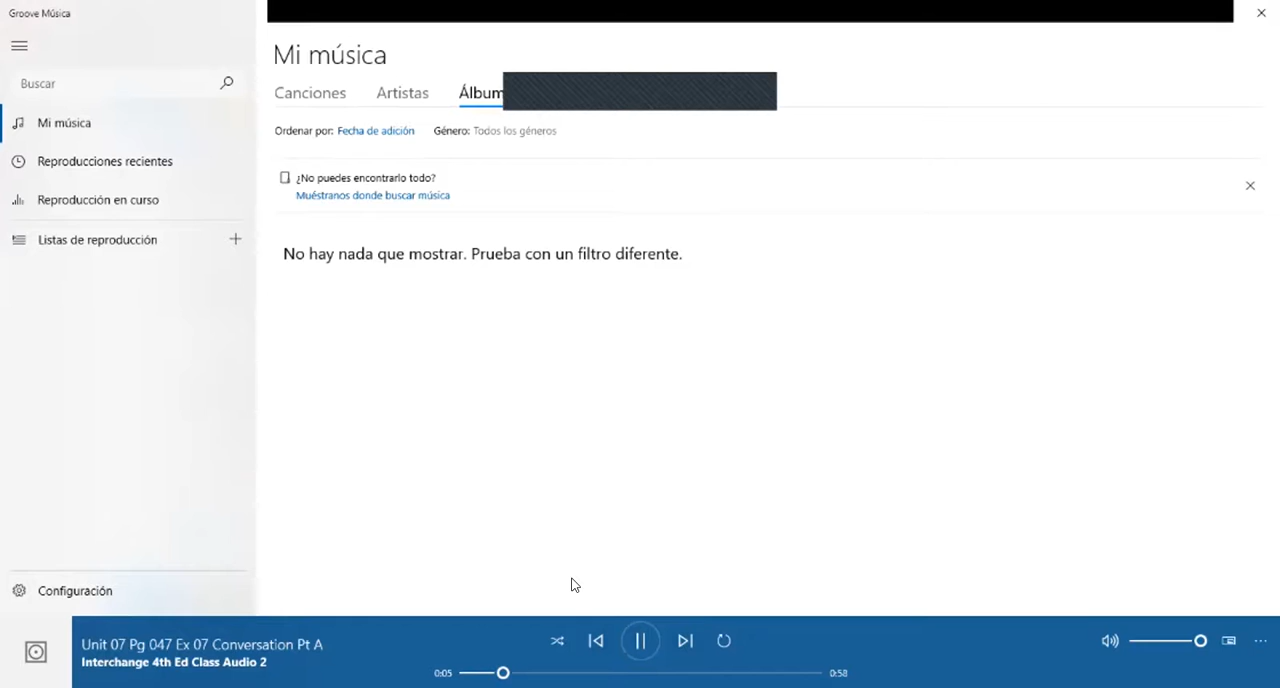 Groove Música
Buscar
Mi música
Reproducciones recientes
Reproducción en curso
Listas de reproducción
Configuración
Mi música
Canciones Artistas Álbum
Ordenar por: Fecha de adición Género: Todos los géneros
¿No puedes encontrarlo todo?
Muéstranos donde buscar música
No hay nada que mostrar. Prueba con un filtro diferente.
Unit 07 Pg 047 Ex 07 Conversation Pt A
Interchange 4th Ed Class Audio 2
0:05 0:58